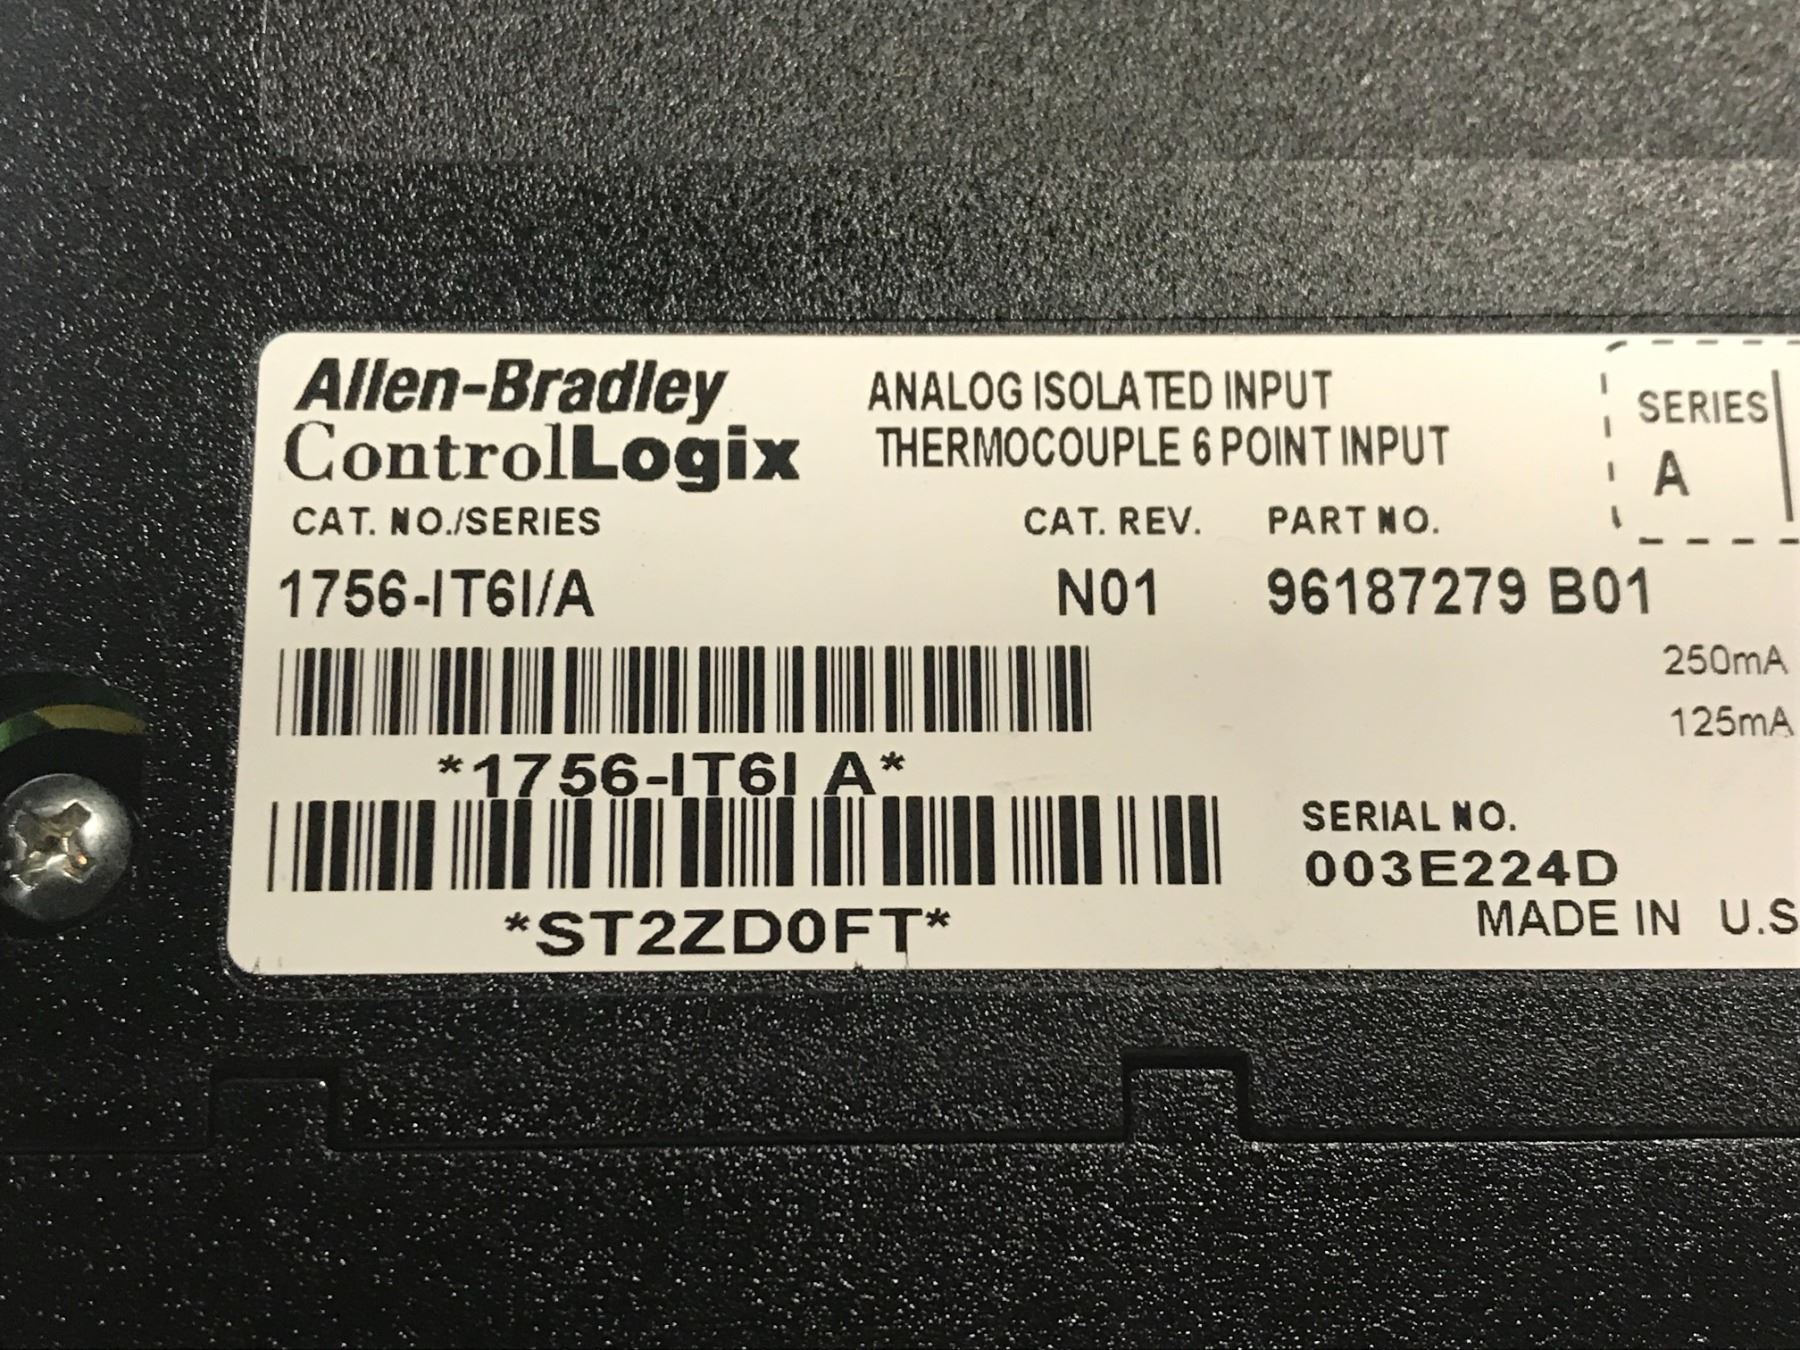 Allen-Bradley
ControlLogix
ANALOG ISOLATED INPUT
THERMOCOUPLE 6 POINT INPUT
SERIES
A
CAT. NO./SERIES
CAT. REV.
PART NO.
1756-IT6I/A
N01
96187279 B01
250mA
125mA
*1756-IT6I A*
SERIAL NO.
003E224D
*ST2ZD0FT*
MADE IN U.S